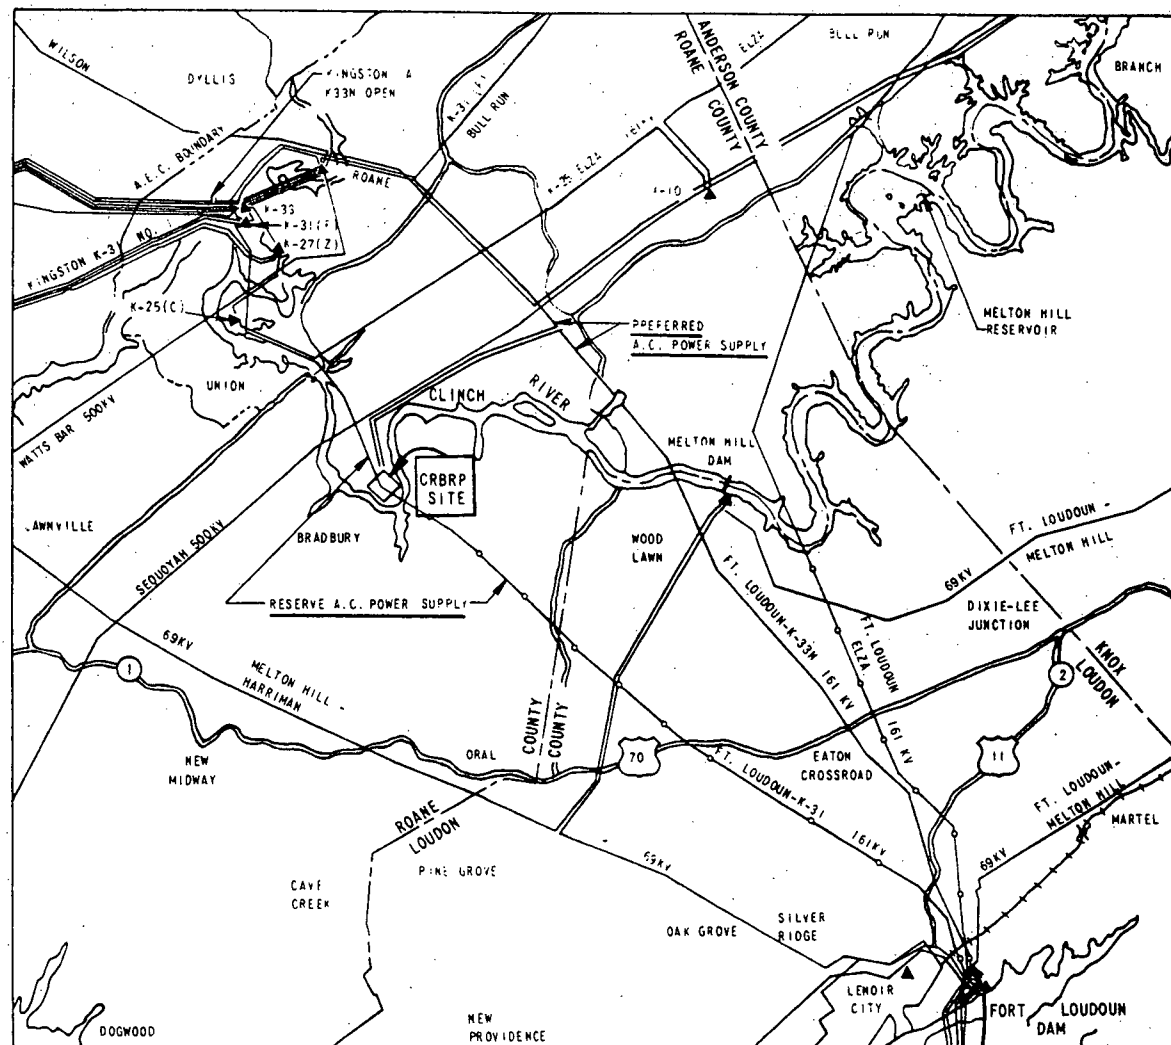 WILSON
DYLLIS
KINGSTON A
K33N OPEN
BULL RUN
ELZA
ANDERSON COUNTY
ROANE COUNTY
BULL RUN
BRANCH
A.E.C. BOUNDARY
ROANE
K-25 ELZA
X-10
K-33
K-27(Z)
NO.
KINGSTON K-31
K-25(C)
MELTON HILL
RESERVOIR
PREFERRED
A.C. POWER SUPPLY
UNION
CLINCH
RIVER
WATTS BAR 500KV
MELTON HILL
DAM
CRBRP
SITE
LAWNVILLE
SEQUOYAH 500KV
BRADBURY
WOOD
LAWN
FT. LOUDOUN -
MELTON HILL
69KV
RESERVE A.C. POWER SUPPLY
DIXIE-LEE
JUNCTION
FT. LOUDOUN-K-33N 161 KV
FT. LOUDOUN
ELZA
161 KV
69KV
MELTON HILL -
HARRIMAN
1
2
KNOX
LOUDON
COUNTY
COUNTY
NEW
MIDWAY
ORAL
70
11
EATON
CROSSROAD
FT. LOUDOUN-K-31
161KV
FT. LOUDOUN-
MELTON HILL
MARTEL
ROANE
LOUDON
PINE GROVE
69KV
69KV
CAVE
CREEK
OAK GROVE
SILVER
RIDGE
LENOIR
CITY
FORT LOUDOUN
DAM
DOGWOOD
NEW
PROVIDENCE